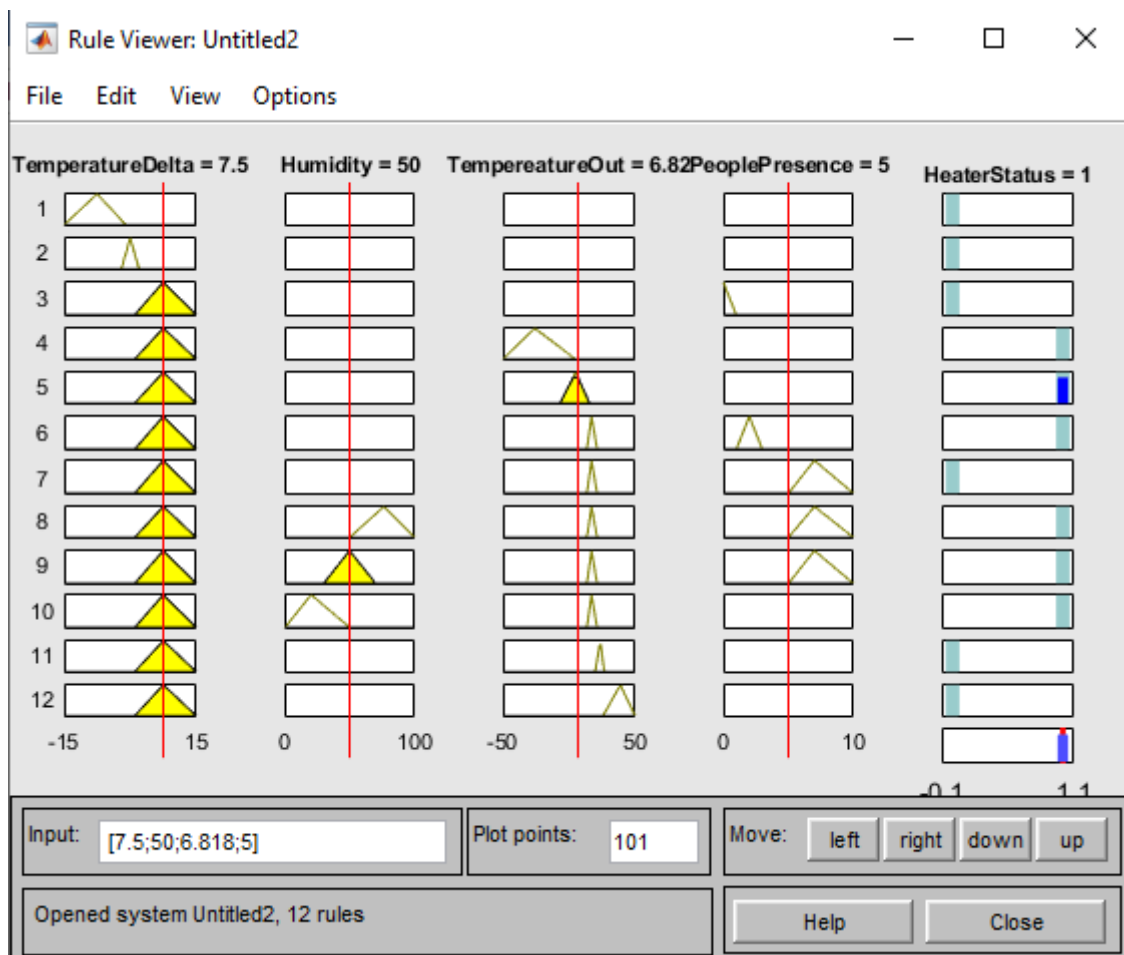 Rule Viewer: Untitled2
File Edit View Options
TemperatureDelta = 7.5 Humidity = 50 TempereatureOut = 6.82 PeoplePresence = 5 HeaterStatus = 1
1
2
3
4
5
6
7
8
9
10
11
12
-15 15 0 100 -50 50 0 10
-0.1 1.1
Input: [7.5;50;6.818;5] Plot points: 101 Move: left right down up
Opened system Untitled2, 12 rules Help Close